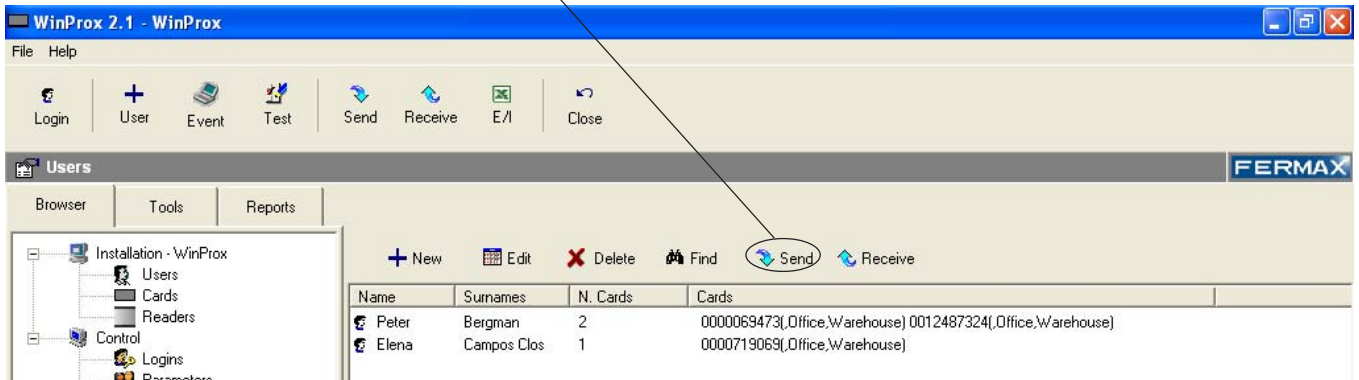 WinProx 2.1 - WinProx
File Help
Login User Event Test Send Receive E/I Close
Users FERMAX
Browser Tools Reports
New Edit Delete Find Send Receive
Installation - WinProx
Users
Cards
Readers
Control
Logins
Parameters
Name Surnames N. Cards Cards
Peter Bergman 2 0000069473(,Office,Warehouse) 0012487324(,Office,Warehouse)
Elena Campos Clos 1 0000719069(,Office,Warehouse)